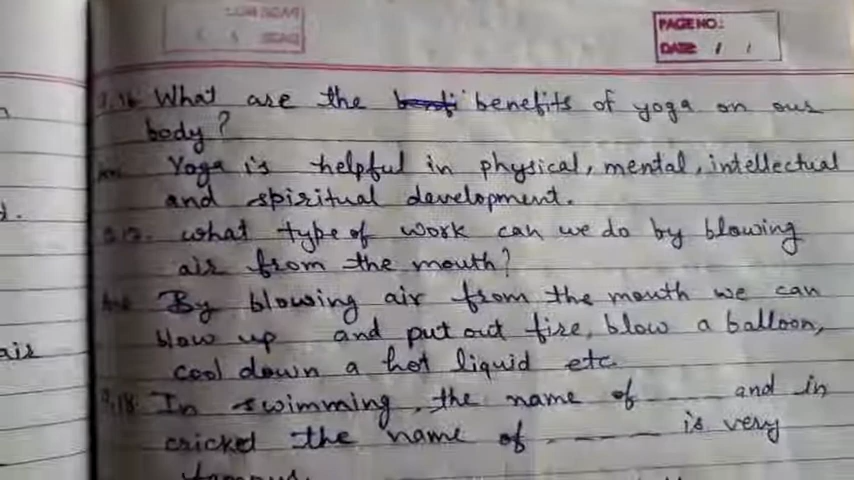 PAGE NO.:
DATE: / /
Q.16 What are the benefits of yoga on our
body?
Ans Yoga is helpful in physical, mental, intellectual
and spiritual development.
Q.17. what type of work can we do by blowing
air from the mouth?
Ans By blowing air from the mouth we can
blow up and put out fire, blow a balloon,
air
cool down a hot liquid etc.
Q.18. In swimming, the name of ____ and in
cricket the name of ------ is very
famous.